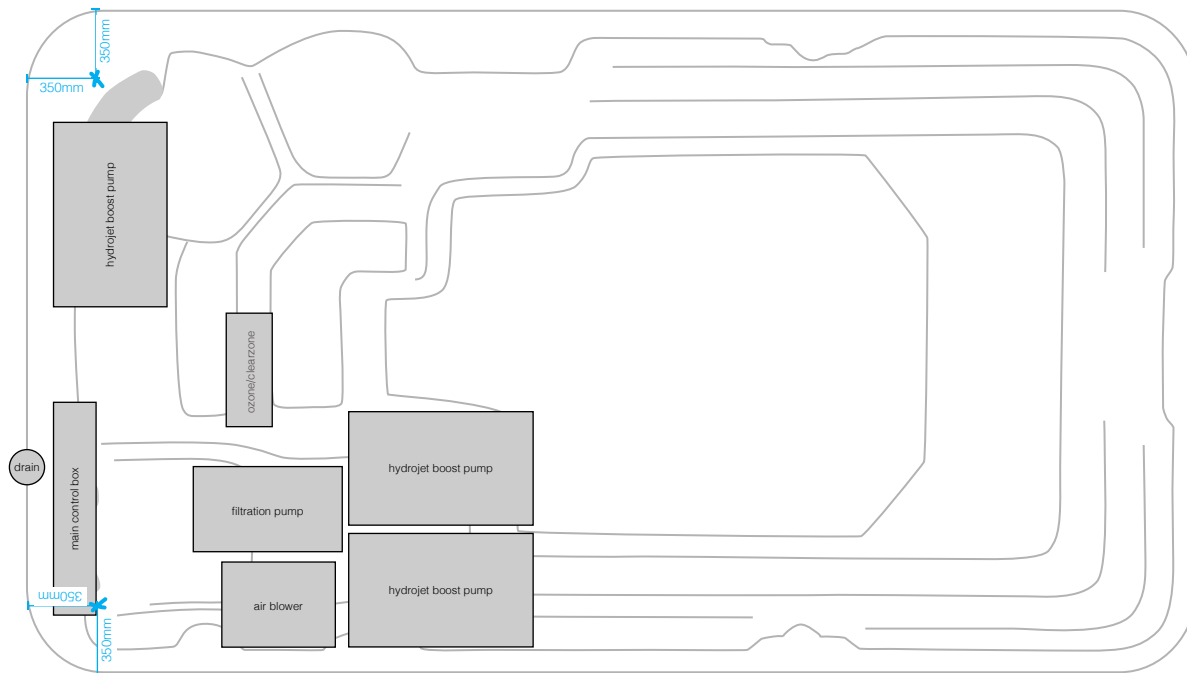 350mm
350mm
hydrojet boost pump
ozone/clearzone
drain
main control box
hydrojet boost pump
filtration pump
hydrojet boost pump
air blower
350mm
350mm